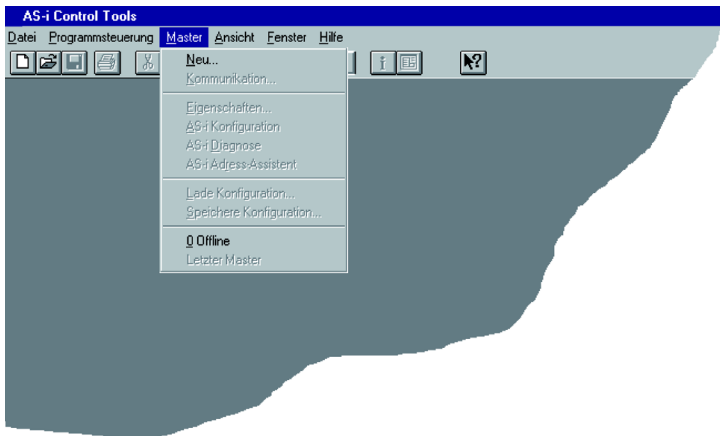 AS-i Control Tools
Datei Programmsteuerung Master Ansicht Fenster Hilfe
Neu...
Kommunikation...
Eigenschaften...
AS-i Konfiguration
AS-i Diagnose
AS-i Adress-Assistent
Lade Konfiguration...
Speichere Konfiguration...
0 Offline
Letzter Master